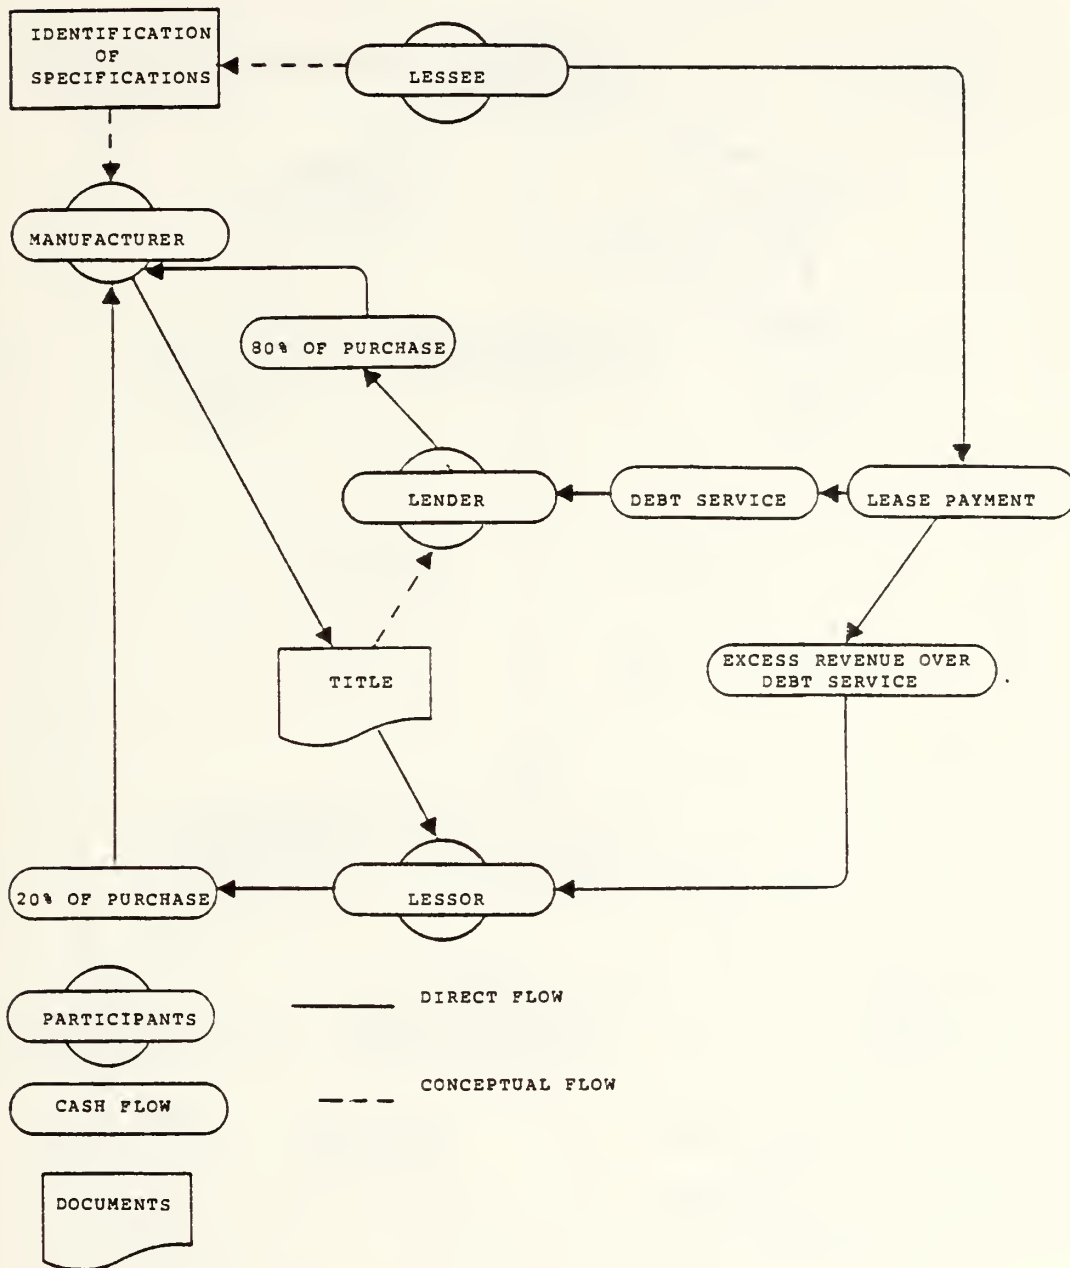 IDENTIFICATION
OF
SPECIFICATIONS
LESSEE
MANUFACTURER
80% OF PURCHASE
LENDER
DEBT SERVICE
LEASE PAYMENT
EXCESS REVENUE OVER
DEBT SERVICE
TITLE
20% OF PURCHASE
LESSOR
PARTICIPANTS
DIRECT FLOW
CASH FLOW
CONCEPTUAL FLOW
DOCUMENTS